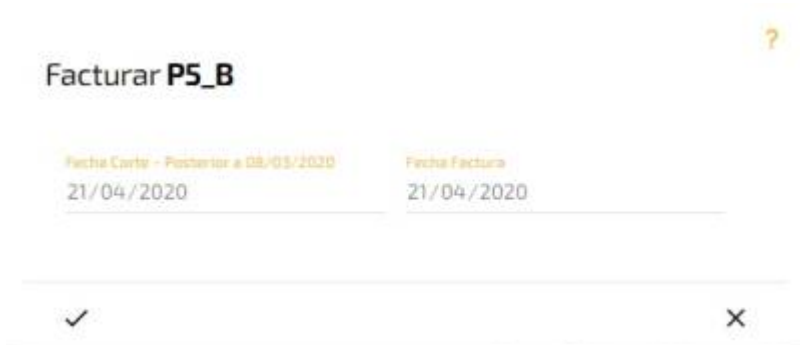 ?
Facturar P5_B
Fecha Corte - Posterior a 08/03/2020
Fecha Factura
21/04/2020
21/04/2020